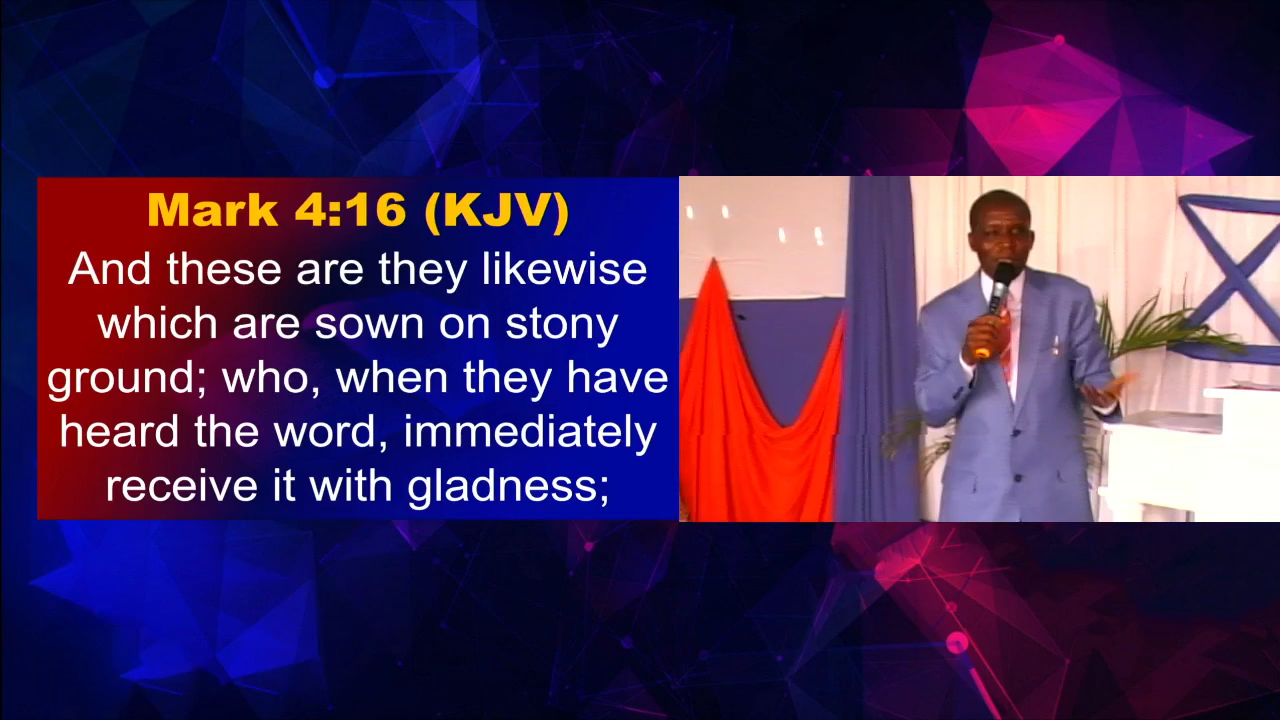 Mark 4:16 (KJV)
And these are they likewise
which are sown on stony
ground; who, when they have
heard the word, immediately
receive it with gladness;